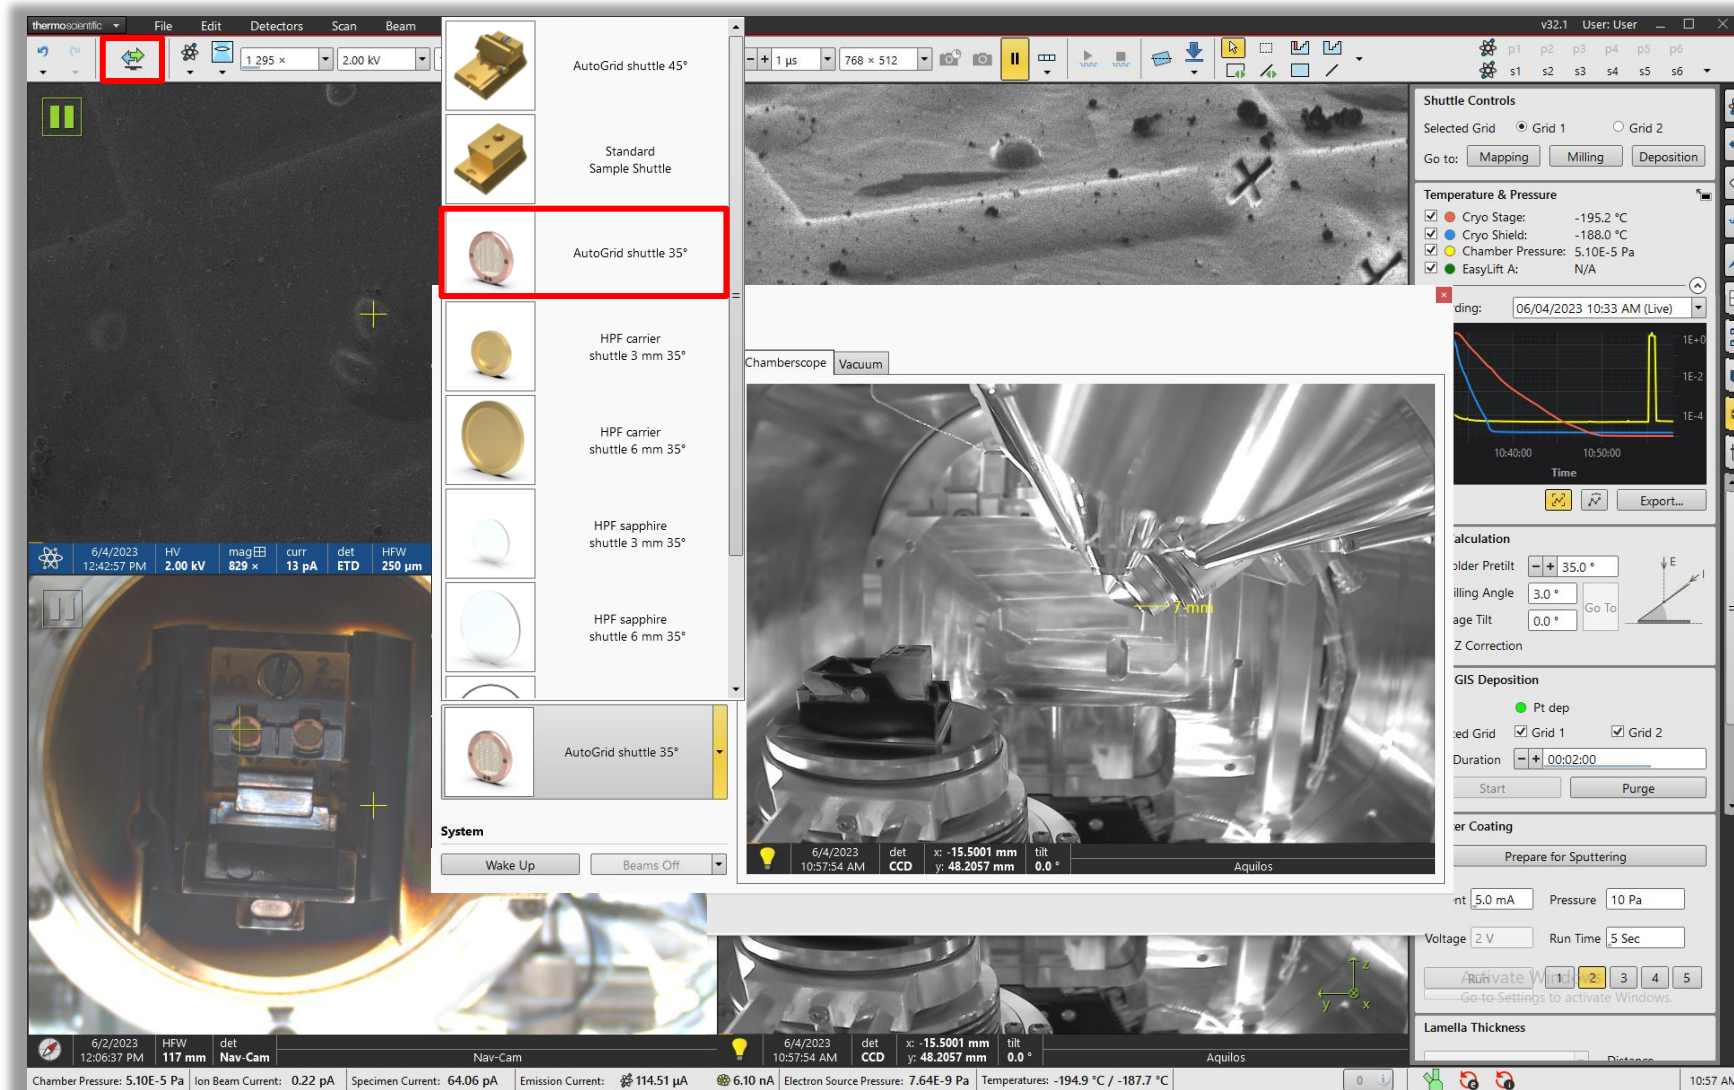 thermoscientific File Edit Detectors Scan Beam v32.1 User: User
1 295 × 2.00 kV 1 µs 768 × 512 p1 p2 p3 p4 p5 p6
s1 s2 s3 s4 s5 s6
AutoGrid shuttle 45°
Standard
Sample Shuttle
AutoGrid shuttle 35°
HPF carrier
shuttle 3 mm 35°
HPF carrier
shuttle 6 mm 35°
HPF sapphire
shuttle 3 mm 35°
HPF sapphire
shuttle 6 mm 35°
AutoGrid shuttle 35°
System
Wake Up Beams Off
Chamberscope Vacuum
7 mm
6/4/2023 det x: -15.5001 mm tilt
10:57:54 AM CCD y: 48.2057 mm 0.0 ° Aquilos
6/4/2023 HV mag curr det HFW
12:42:57 PM 2.00 kV 829 × 13 pA ETD 250 µm
1 2
AG AG
6/2/2023 HFW det
12:06:37 PM 117 mm Nav-Cam Nav-Cam
z
y x
6/4/2023 det x: -15.5001 mm tilt
10:57:54 AM CCD y: 48.2057 mm 0.0 ° Aquilos
Shuttle Controls
Selected Grid Grid 1 Grid 2
Go to: Mapping Milling Deposition
Temperature & Pressure
Cryo Stage: -195.2 °C
Cryo Shield: -188.0 °C
Chamber Pressure: 5.10E-5 Pa
EasyLift A: N/A
rding: 06/04/2023 10:33 AM (Live)
1E+0
1E-2
1E-4
10:40:00 10:50:00
Time
Export...
alculation
older Pretilt - + 35.0 ° E
illing Angle 3.0 ° Go To I
age Tilt 0.0 °
Z Correction
GIS Deposition
Pt dep
ted Grid Grid 1 Grid 2
Duration - + 00:02:00
Start Purge
er Coating
Prepare for Sputtering
nt 5.0 mA Pressure 10 Pa
Voltage 2 V Run Time 5 Sec
Run 1 2 3 4 5
Activate Windows
Go to Settings to activate Windows.
Lamella Thickness
Distance
Chamber Pressure: 5.10E-5 Pa Ion Beam Current: 0.22 pA Specimen Current: 64.06 pA Emission Current: 114.51 µA 6.10 nA Electron Source Pressure: 7.64E-9 Pa Temperatures: -194.9 °C / -187.7 °C 0 10:57 AM